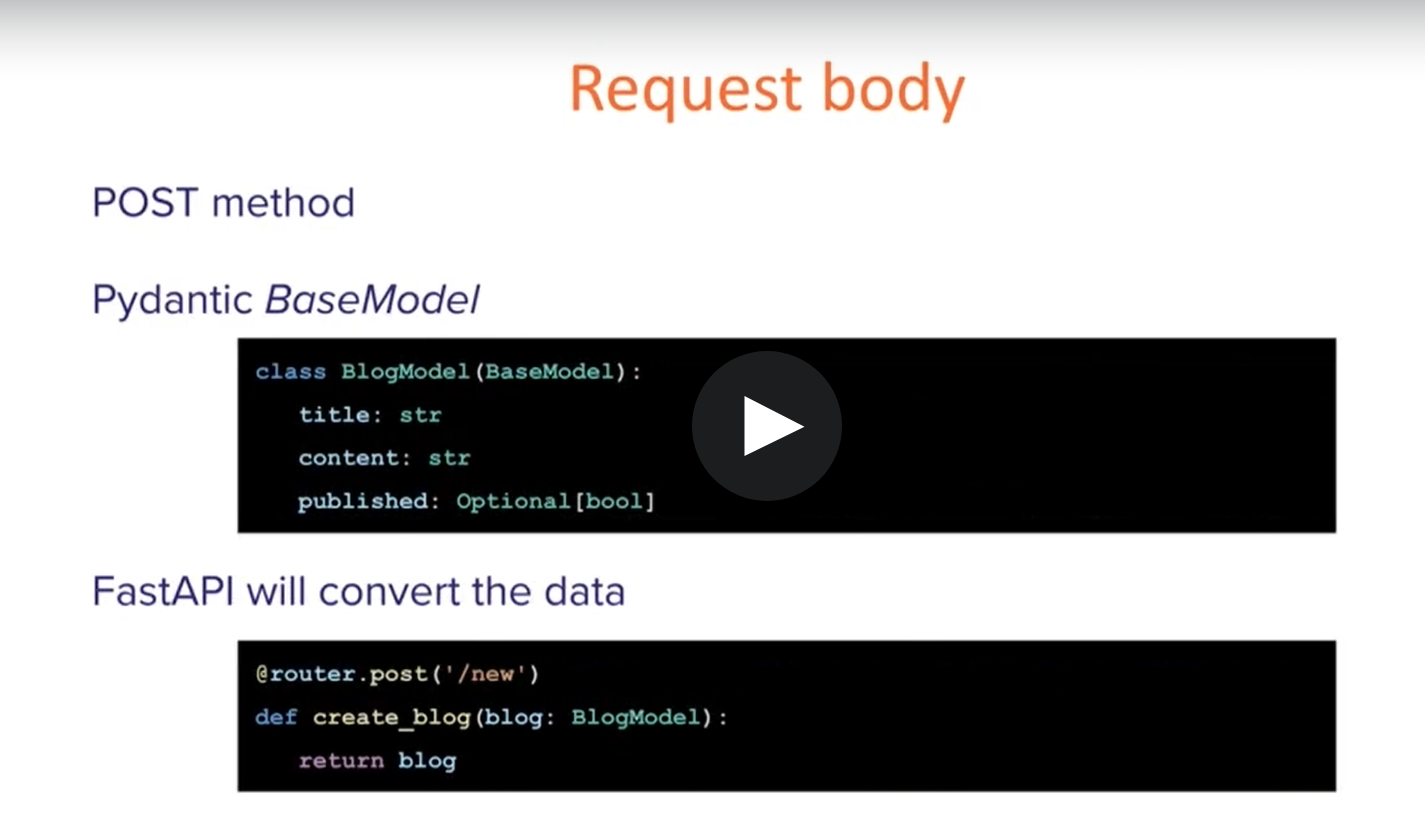 Request body
POST method
Pydantic BaseModel
class BlogModel(BaseModel):
title: str
content: str
published: Optional[bool]
FastAPI will convert the data
@router.post('/new')
def create_blog(blog: BlogModel):
return blog